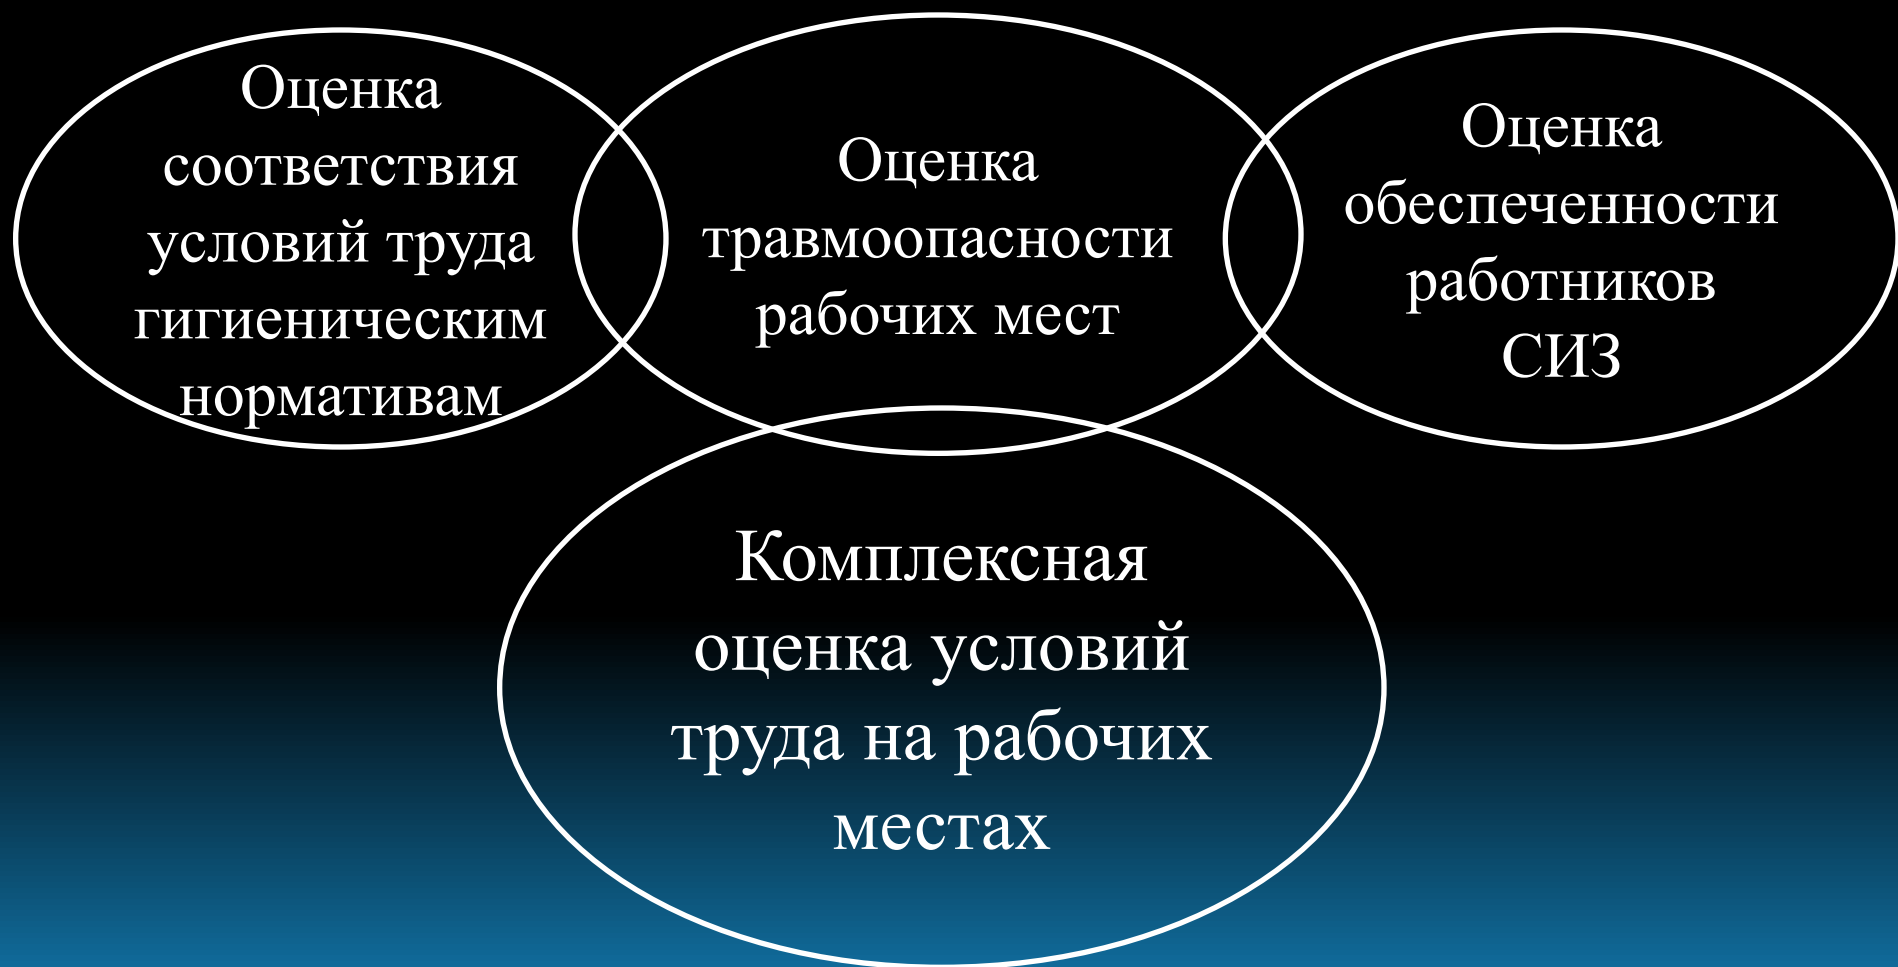 Оценка
соответствия
условий труда
гигиеническим
нормативам
Оценка
травмоопасности
рабочих мест
Оценка
обеспеченности
работников
СИЗ
Комплексная
оценка условий
труда на рабочих
местах